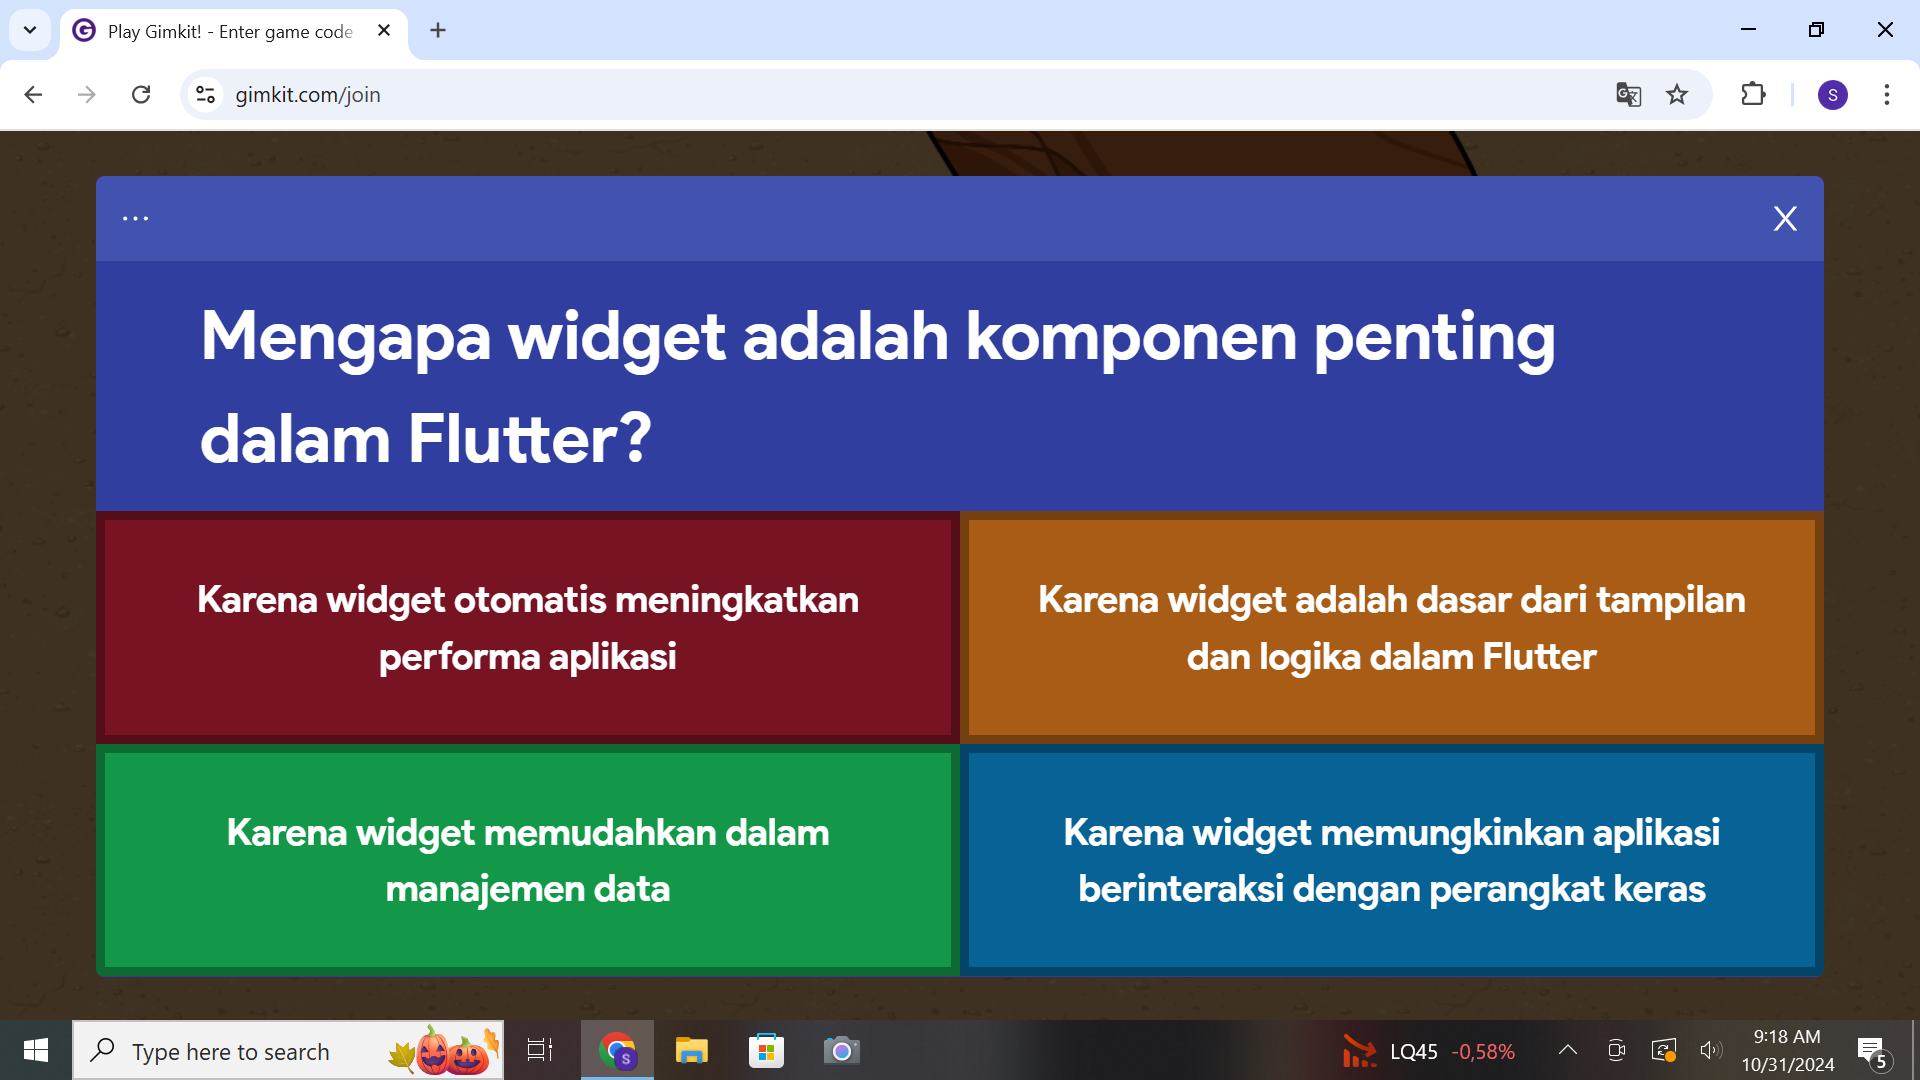 Play Gimkit! - Enter game code
gimkit.com/join
S
...
X
Mengapa widget adalah komponen penting
dalam Flutter?
Karena widget otomatis meningkatkan
performa aplikasi
Karena widget adalah dasar dari tampilan
dan logika dalam Flutter
Karena widget memudahkan dalam
manajemen data
Karena widget memungkinkan aplikasi
berinteraksi dengan perangkat keras
Type here to search
S
LQ45 -0,58%
9:18 AM
10/31/2024
5